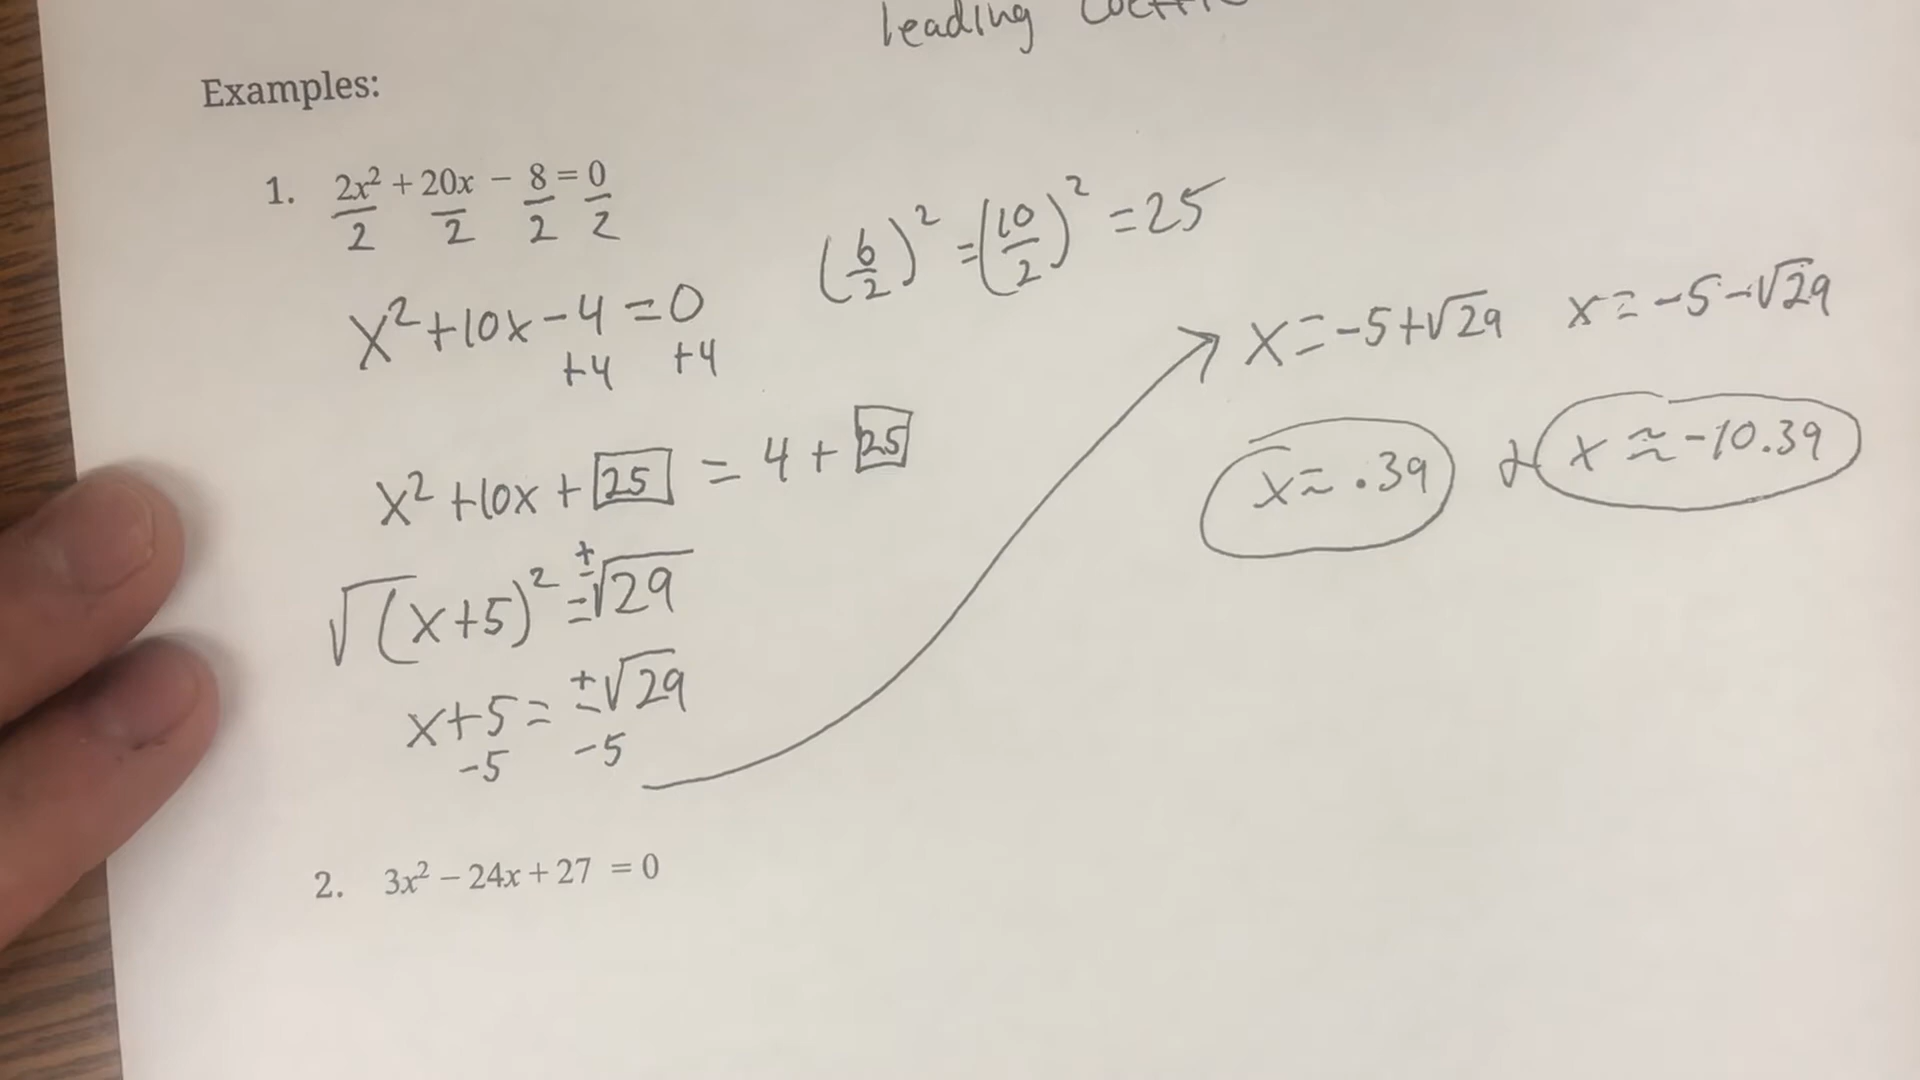 leading
Examples:
1. 2x²/2 + 20x/2 − 8/2 = 0/2
(b/2)² = (10/2)² = 25
x² + 10x − 4 = 0
+4 +4
x² + 10x + 25 = 4 + 25
√(x+5)² = ±√29
x+5 = ±√29
-5 -5
x = -5+√29 x = -5-√29
x ≈ .39 & x ≈ -10.39
2. 3x² − 24x + 27 = 0